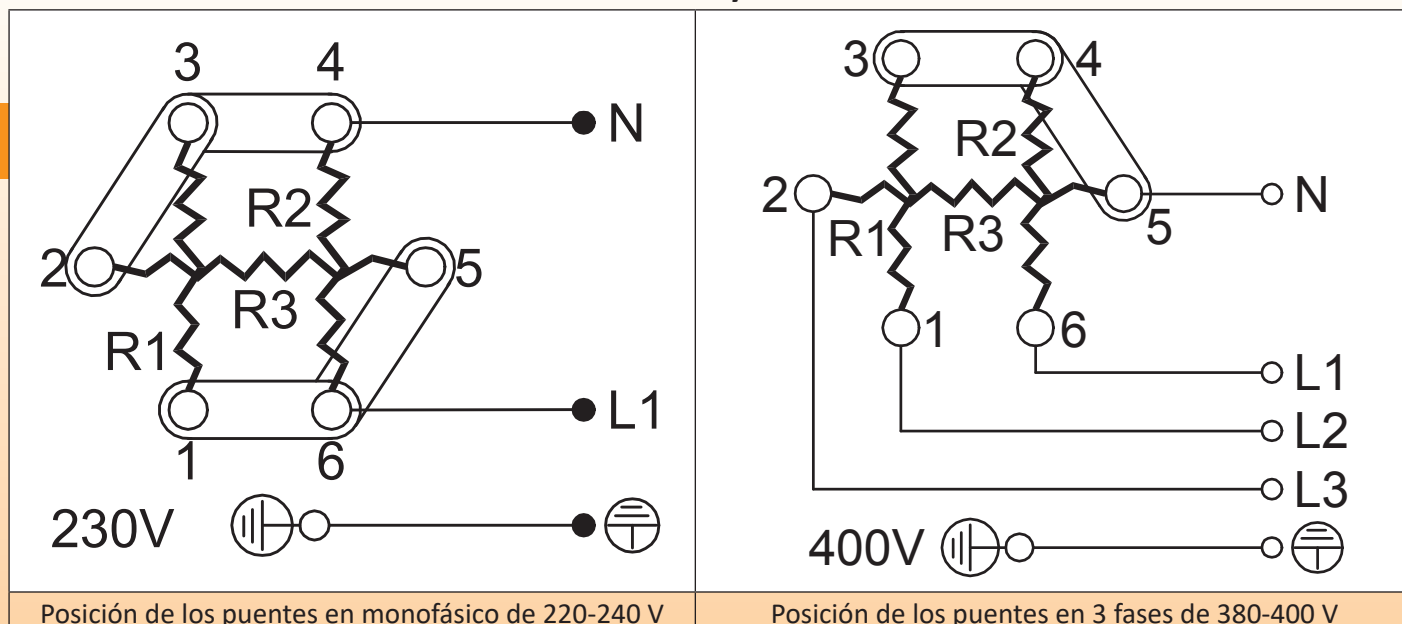 3 4
N
R2
2
5
R3
R1
L1
1 6
230V
3 4
R2
2
N
R1 R3
5
1 6
L1
L2
L3
400V
Posición de los puentes en monofásico de 220-240 V
Posición de los puentes en 3 fases de 380-400 V